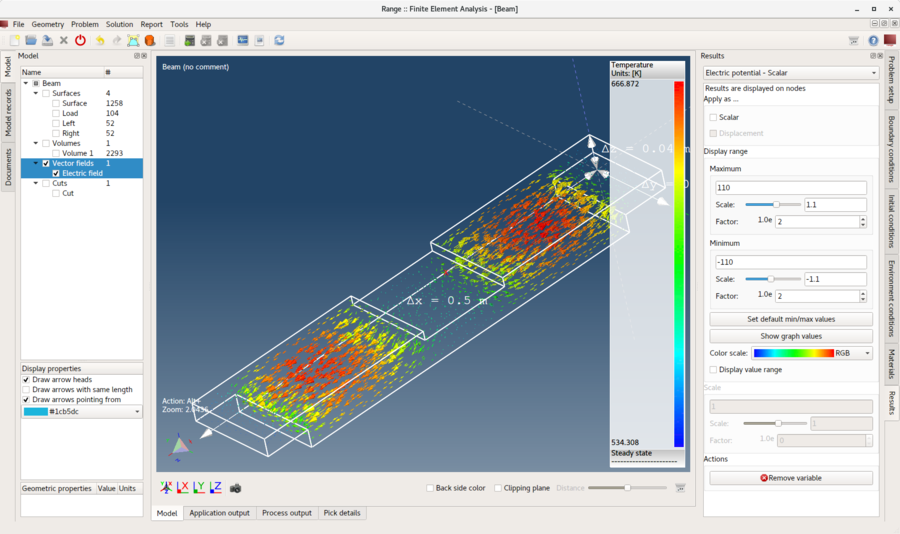 Range :: Finite Element Analysis - [Beam]
File Geometry Problem Solution Report Tools Help
Model
Name #
Beam
Surfaces 4
Surface 1258
Load 104
Left 52
Right 52
Volumes 1
Volume 1 2293
Vector fields 1
Electric field
Cuts 1
Cut
Model
Model records
Documents
Display properties
Draw arrow heads
Draw arrows with same length
Draw arrows pointing from
#1cb5dc
Geometric properties Value Units
Beam (no comment)
Δx = 0.5 m
Action: Alt+
Temperature
Units: [K]
666.872
534.308
Steady state
X Y Z
Back side color Clipping plane Distance
Model Application output Process output Pick details
Results
Electric potential - Scalar
Results are displayed on nodes
Apply as ...
Scalar
Displacement
Display range
Maximum
110
Scale: 1.1
Factor: 1.0e 2
Minimum
-110
Scale: -1.1
Factor: 1.0e 2
Set default min/max values
Show graph values
Color scale: RGB
Display value range
Scale
1
Scale: 1
Factor: 1.0e 0
Actions
Remove variable
Problem setup
Boundary conditions
Initial conditions
Environment conditions
Materials
Results